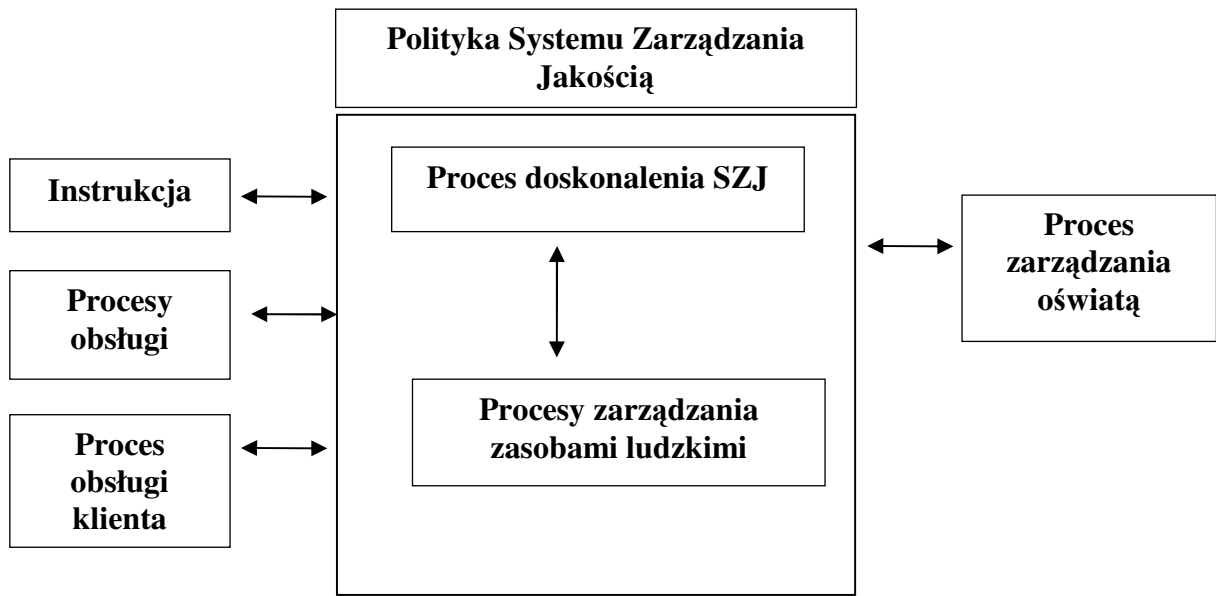 Polityka Systemu Zarządzania
Jakością
Instrukcja
Proces doskonalenia SZJ
Proces
zarządzania
oświatą
Procesy
obsługi
Procesy zarządzania
zasobami ludzkimi
Proces
obsługi
klienta